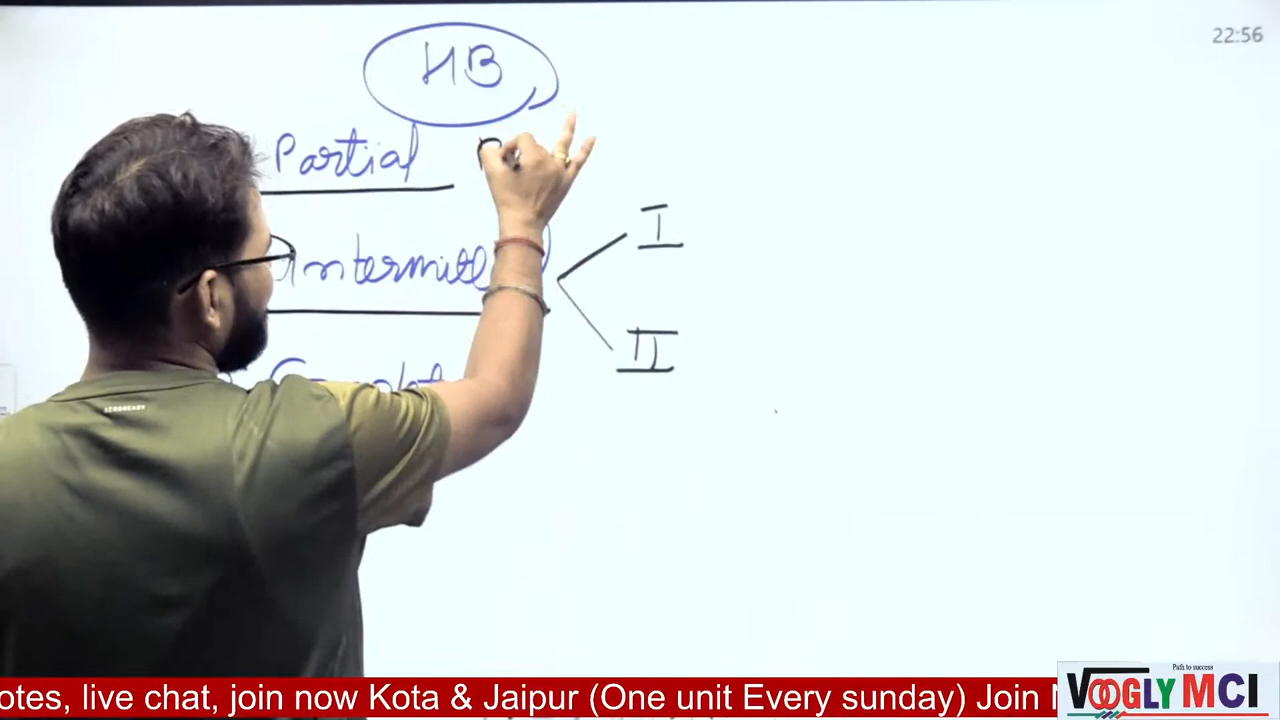 22:56
HB
Partial
I
II
otes, live chat, join now Kota & Jaipur (One unit Every sunday) Join
Path to success
VOOGLY MCI